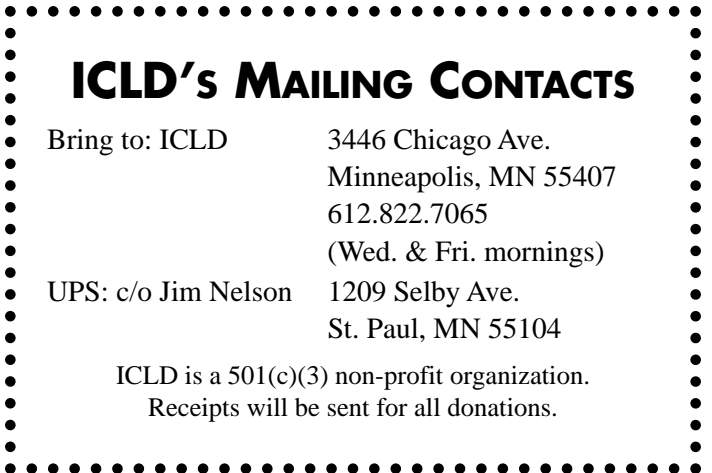 ICLD's Mailing Contacts
Bring to: ICLD 3446 Chicago Ave.
Minneapolis, MN 55407
612.822.7065
(Wed. & Fri. mornings)
UPS: c/o Jim Nelson 1209 Selby Ave.
St. Paul, MN 55104
ICLD is a 501(c)(3) non-profit organization.
Receipts will be sent for all donations.